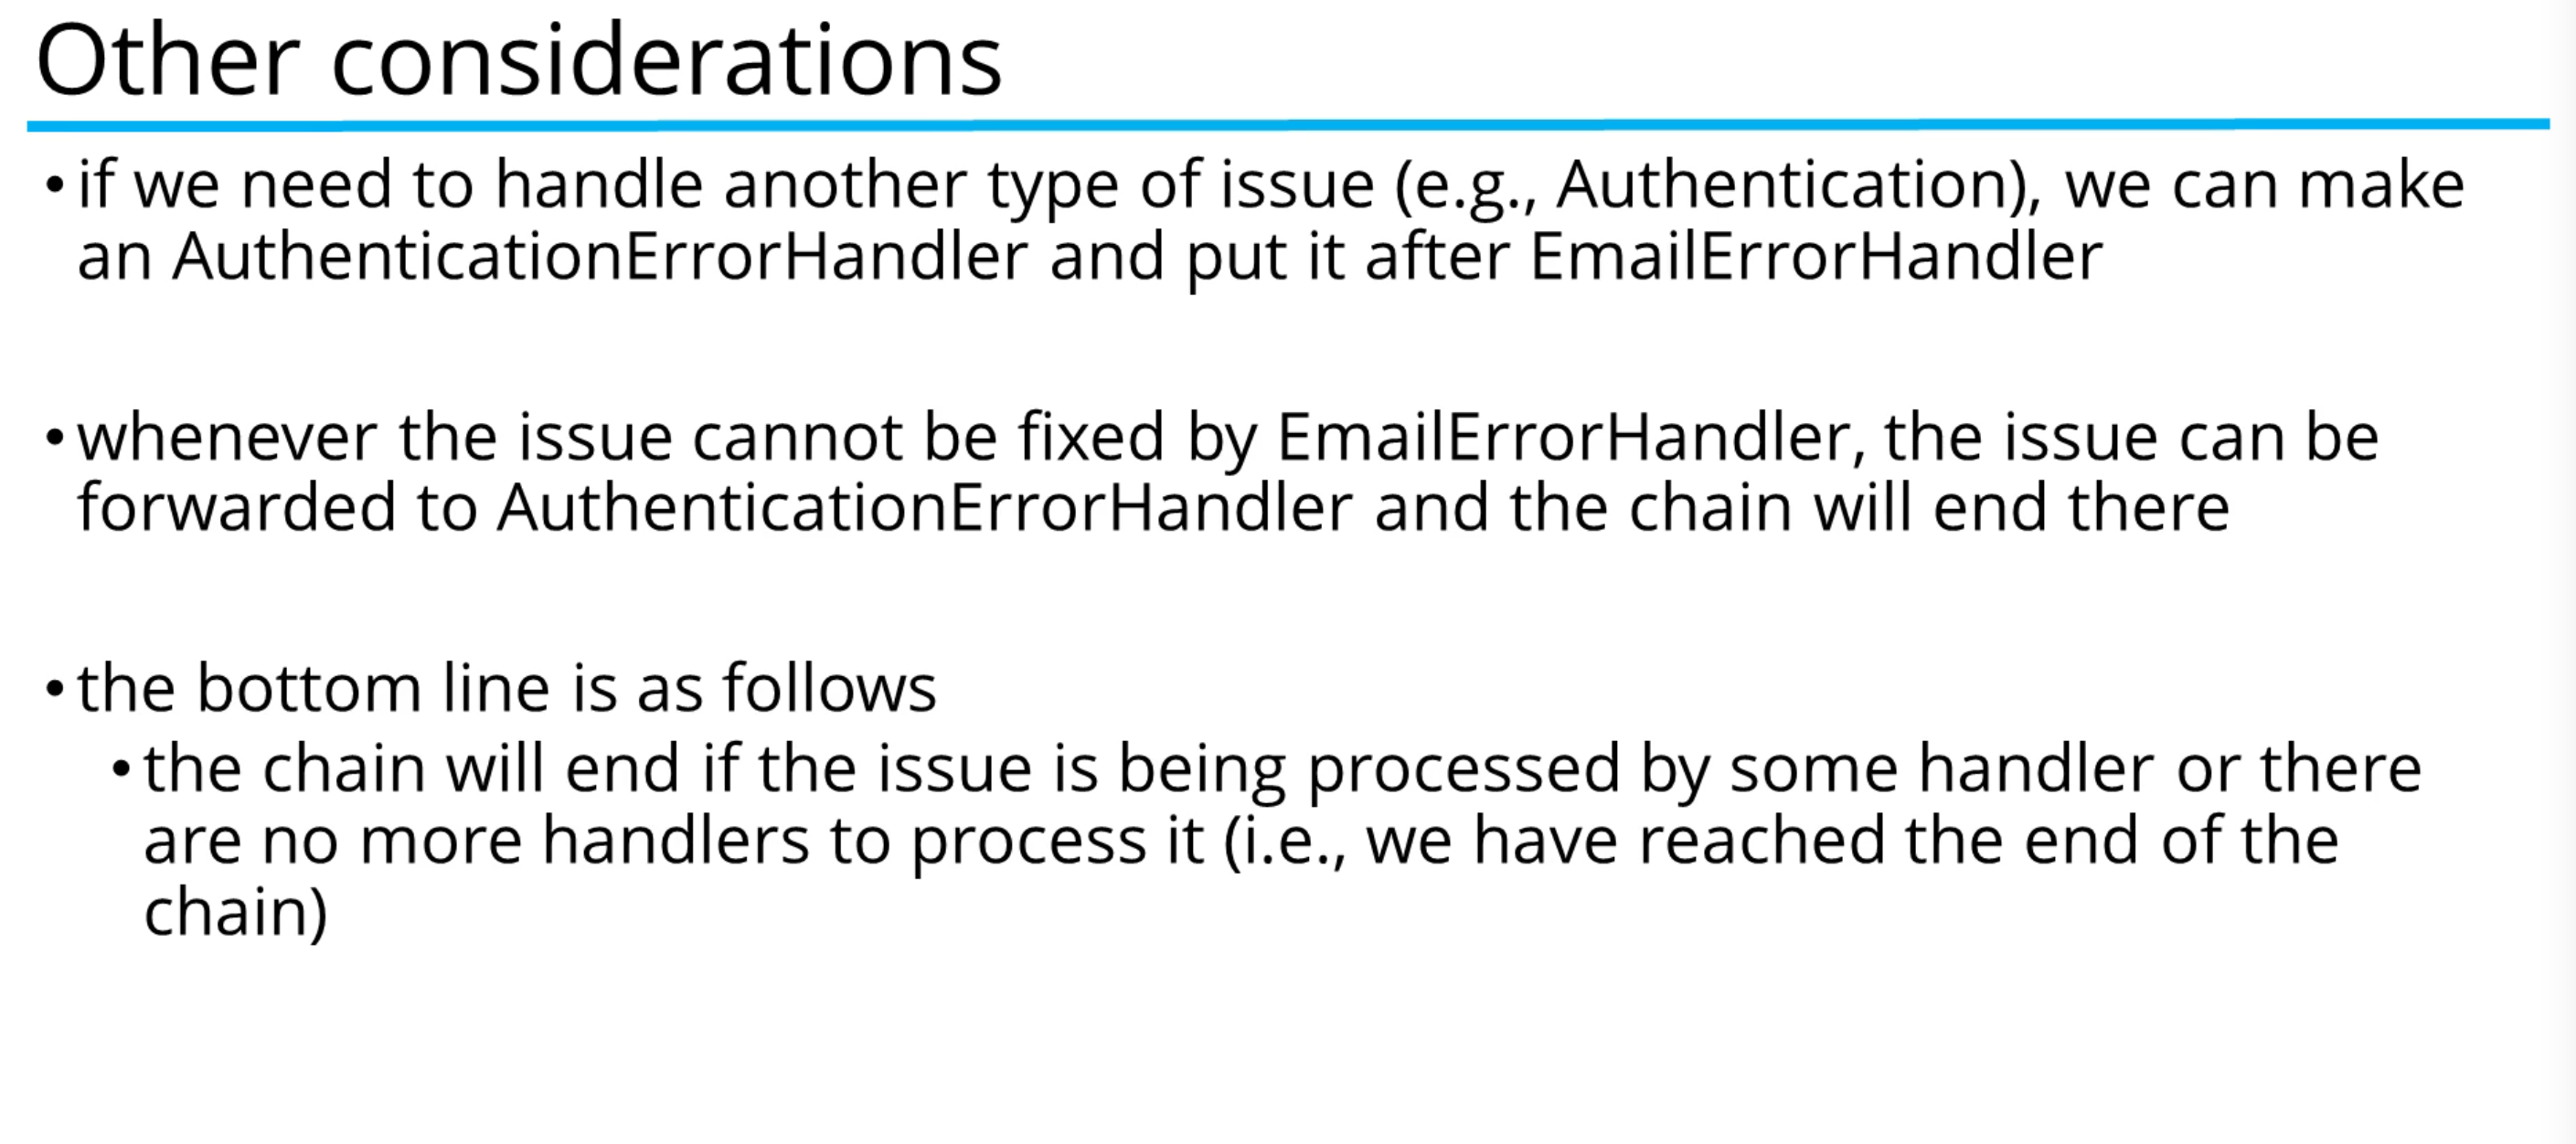 Other considerations
• if we need to handle another type of issue (e.g., Authentication), we can make
an AuthenticationErrorHandler and put it after EmailErrorHandler
• whenever the issue cannot be fixed by EmailErrorHandler, the issue can be
forwarded to AuthenticationErrorHandler and the chain will end there
• the bottom line is as follows
• the chain will end if the issue is being processed by some handler or there
are no more handlers to process it (i.e., we have reached the end of the
chain)